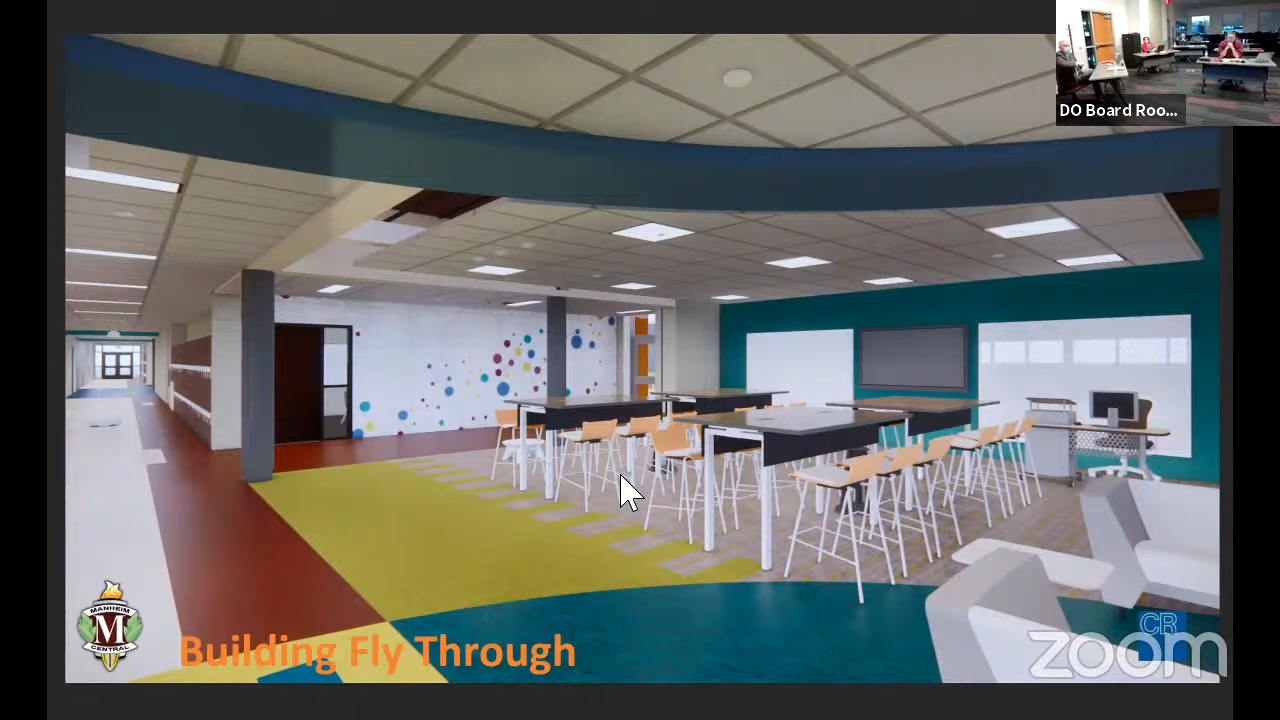 DO Board Roo...
MANHEIM
M
CENTRAL
Building Fly Through
CR
zoom